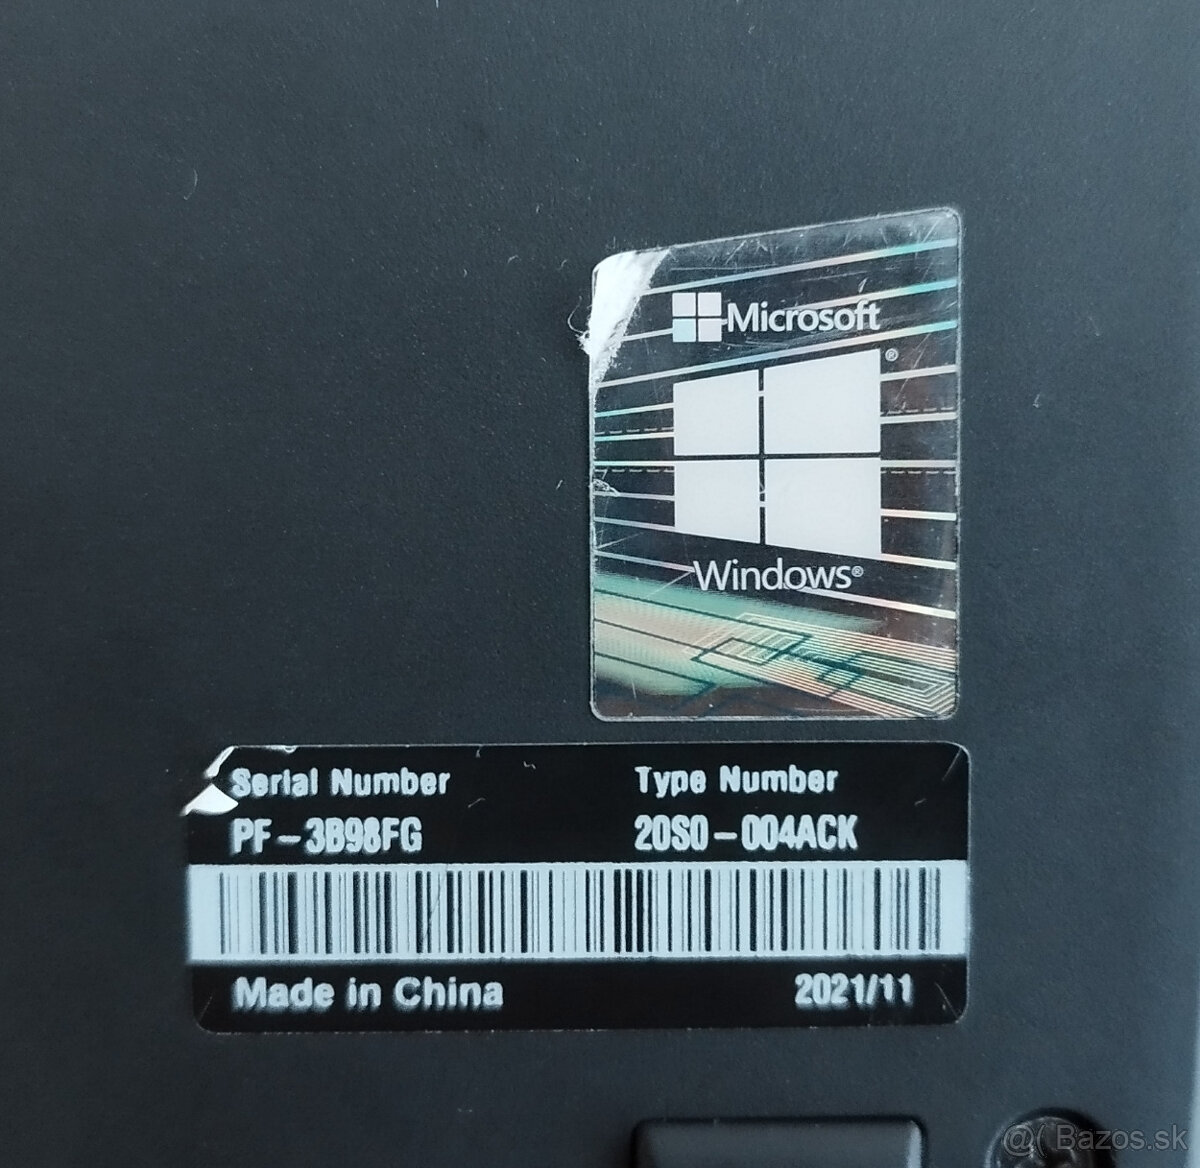 Microsoft
®
Windows®
Serial Number Type Number
PF-3B98FG 20S0-004ACK
Made in China 2021/11
@( Bazos.sk